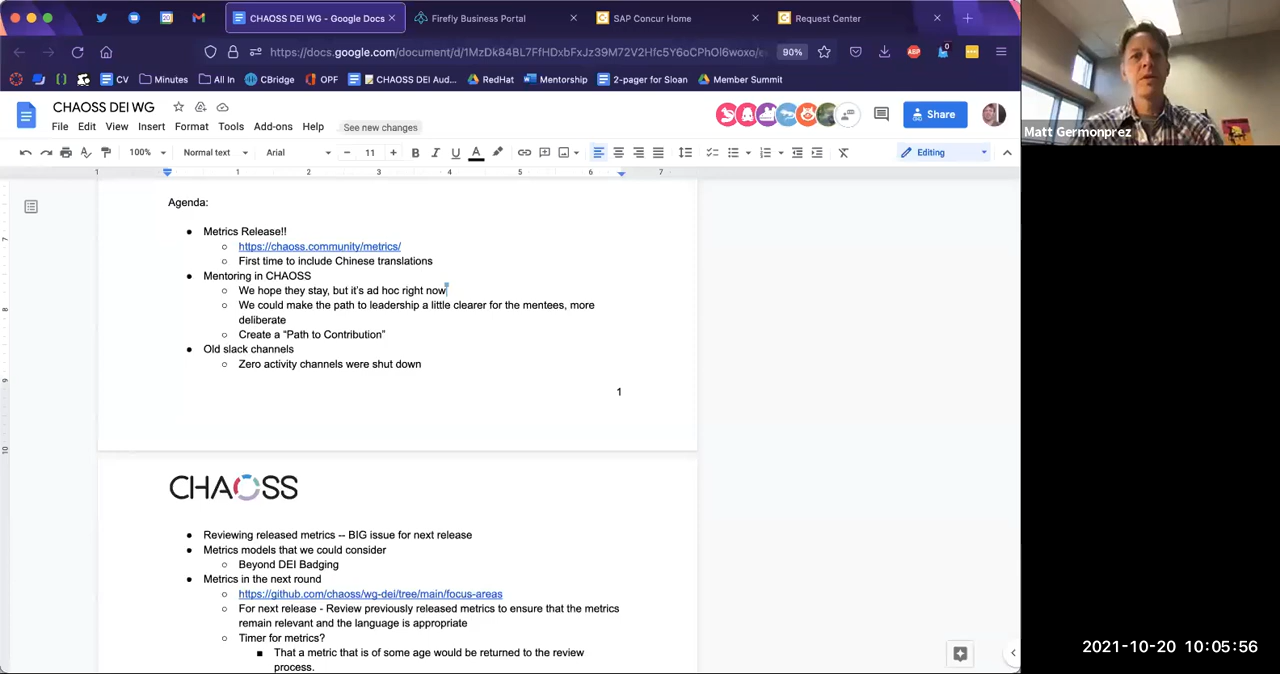 CHAOSS DEI WG - Google Docs
Firefly Business Portal
SAP Concur Home
Request Center
https://docs.google.com/document/d/1MzDk84BL7FfHDxbFxJz39M72V2Hfc5Y6oCPhOl6woxo/e
90%
CV
Minutes
All In
CBridge
OPF
CHAOSS DEI Aud...
RedHat
Mentorship
2-pager for Sloan
Member Summit
CHAOSS DEI WG
File Edit View Insert Format Tools Add-ons Help See new changes
Share
100% Normal text Arial 11 Editing
1 1 2 3 4 5 6 7
Agenda:
Metrics Release!!
https://chaoss.community/metrics/
First time to include Chinese translations
Mentoring in CHAOSS
We hope they stay, but it's ad hoc right now
We could make the path to leadership a little clearer for the mentees, more
deliberate
Create a “Path to Contribution”
Old slack channels
Zero activity channels were shut down
1
CHAOSS
Reviewing released metrics -- BIG issue for next release
Metrics models that we could consider
Beyond DEI Badging
Metrics in the next round
https://github.com/chaoss/wg-dei/tree/main/focus-areas
For next release - Review previously released metrics to ensure that the metrics
remain relevant and the language is appropriate
Timer for metrics?
That a metric that is of some age would be returned to the review
process.
Matt Germonprez
2021-10-20 10:05:56